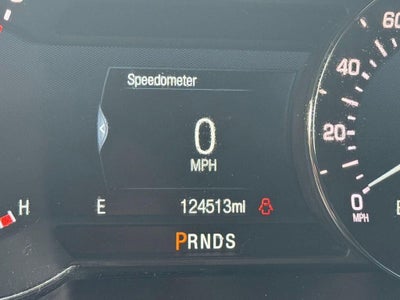 Speedometer
0
MPH
H
E
124513mi
PRNDS
60
40
20
0
MPH
E